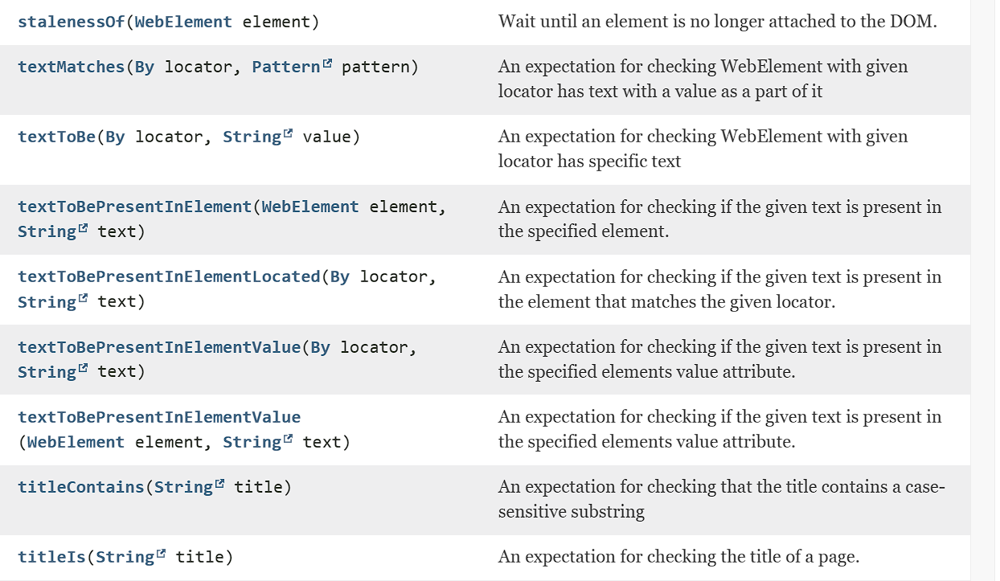 stalenessOf(WebElement element)
Wait until an element is no longer attached to the DOM.
textMatches(By locator, Pattern pattern)
An expectation for checking WebElement with given
locator has text with a value as a part of it
textToBe(By locator, String value)
An expectation for checking WebElement with given
locator has specific text
textToBePresentInElement(WebElement element,
String text)
An expectation for checking if the given text is present in
the specified element.
textToBePresentInElementLocated(By locator,
String text)
An expectation for checking if the given text is present in
the element that matches the given locator.
textToBePresentInElementValue(By locator,
String text)
An expectation for checking if the given text is present in
the specified elements value attribute.
textToBePresentInElementValue
(WebElement element, String text)
An expectation for checking if the given text is present in
the specified elements value attribute.
titleContains(String title)
An expectation for checking that the title contains a case-
sensitive substring
titleIs(String title)
An expectation for checking the title of a page.